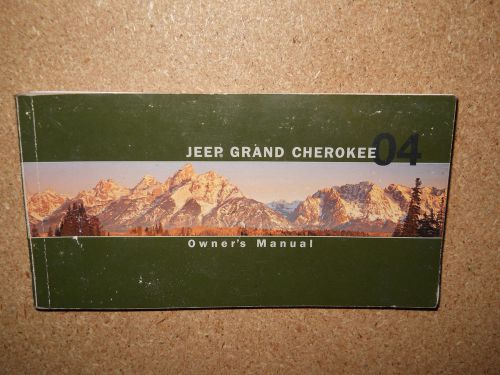 JEEP® GRAND CHEROKEE 04
Owner's Manual